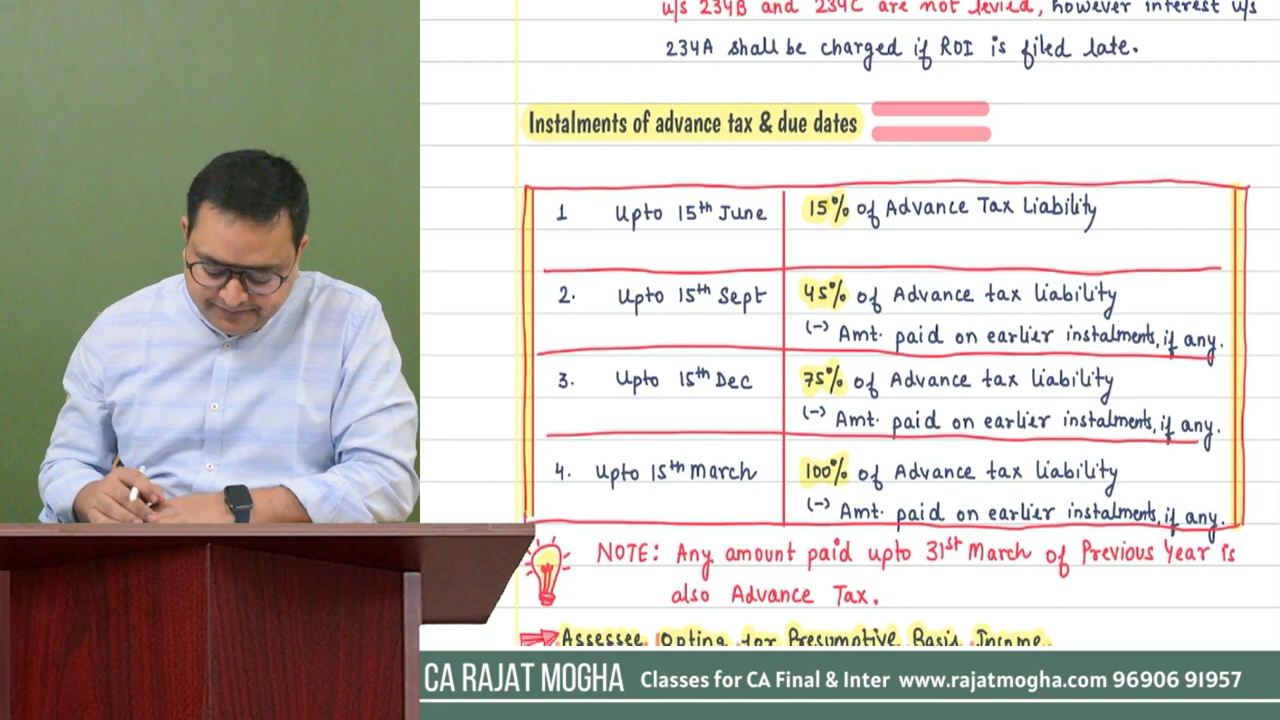 u/s 234B and 234C are not levied, however interest u/s
234A shall be charged if ROI is filed late.
Instalments of advance tax & due dates
1 Upto 15th June 15% of Advance Tax Liability
2. Upto 15th Sept 45% of Advance tax liability
(-) Amt. paid on earlier instalments, if any.
3. Upto 15th Dec 75% of Advance tax liability
(-) Amt. paid on earlier instalments, if any.
4. Upto 15th March 100% of Advance tax liability
(-) Amt. paid on earlier instalments, if any.
NOTE: Any amount paid upto 31st March of Previous Year is
also Advance Tax.
Assessee Opting for Presumptive Basis Income
CA RAJAT MOGHA Classes for CA Final & Inter www.rajatmogha.com 96906 91957